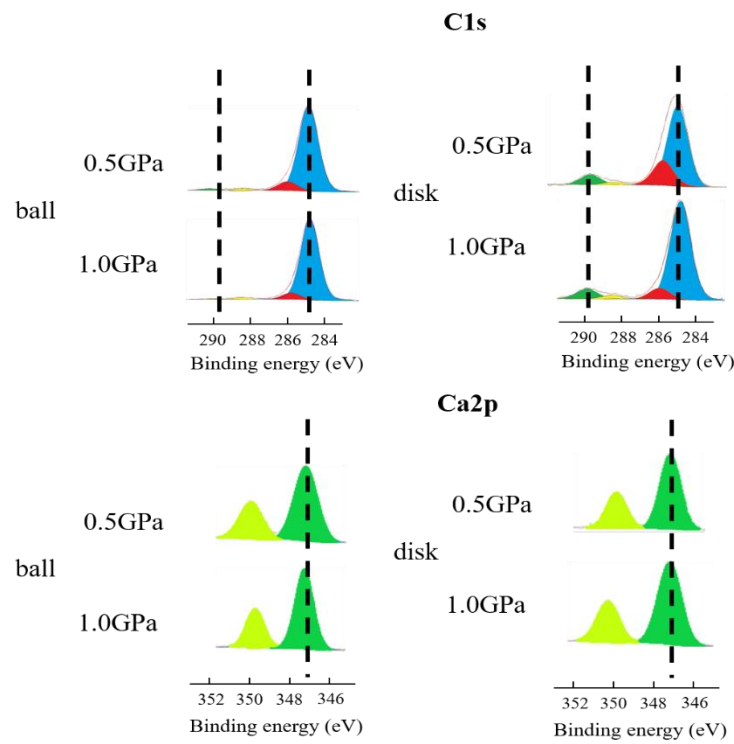 C1s
0.5GPa
ball
1.0GPa
290 288 286 284
Binding energy (eV)
0.5GPa
disk
1.0GPa
290 288 286 284
Binding energy (eV)
Ca2p
0.5GPa
ball
1.0GPa
352 350 348 346
Binding energy (eV)
0.5GPa
disk
1.0GPa
352 350 348 346
Binding energy (eV)